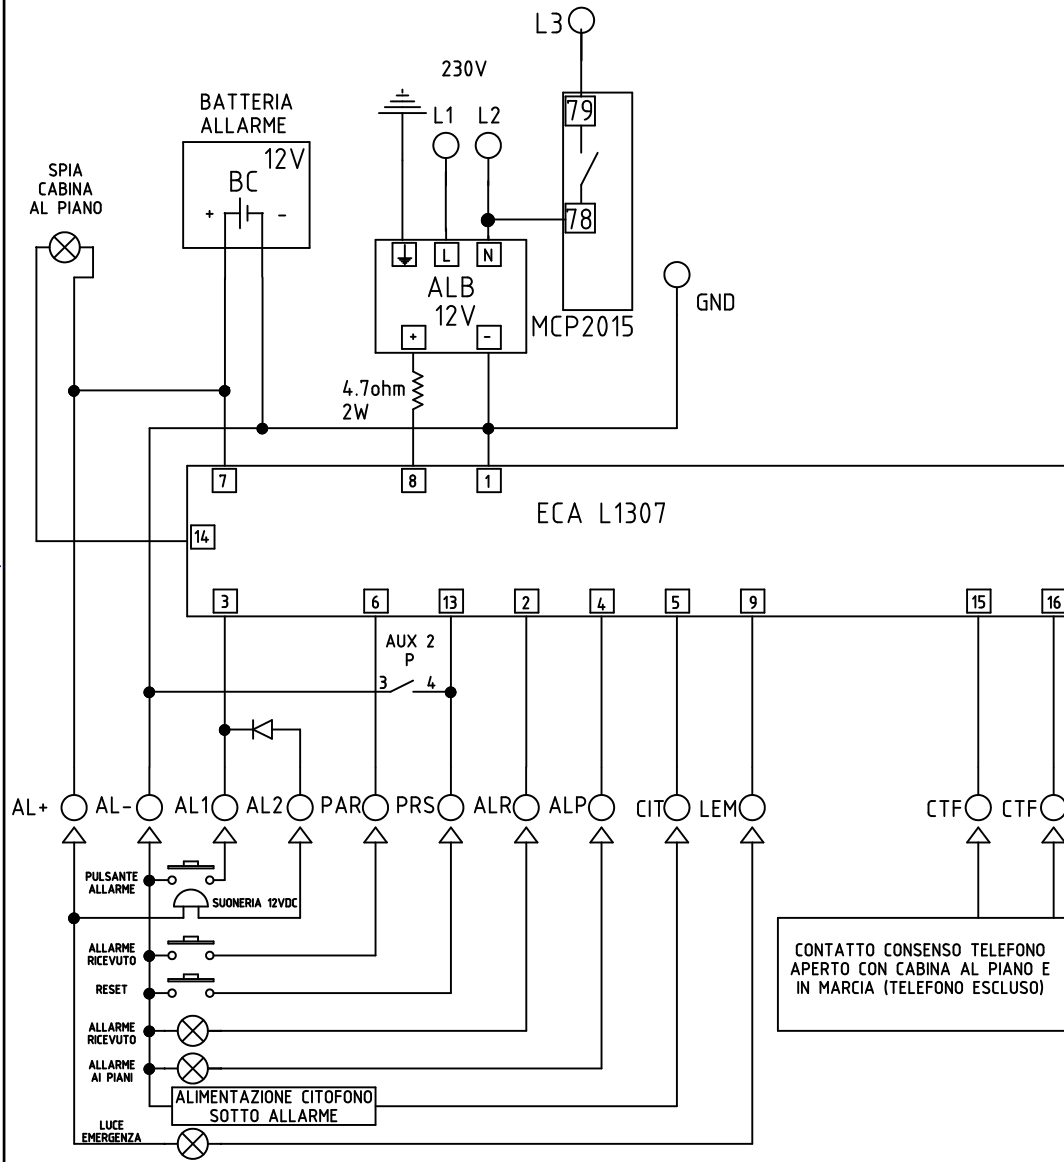 L3
230V
L1
L2
79
78
BATTERIA
ALLARME
12V
BC
+
-
SPIA
CABINA
AL PIANO
L
N
ALB
12V
+
-
MCP2015
GND
4.7ohm
2W
7
8
1
ECA L1307
14
3
6
13
2
4
5
9
15
16
AUX 2
P
3
4
AL+
AL-
AL1
AL2
PAR
PRS
ALR
ALP
CIT
LEM
CTF
CTF
PULSANTE
ALLARME
SUONERIA 12VDC
ALLARME
RICEVUTO
RESET
ALLARME
RICEVUTO
ALLARME
AI PIANI
ALIMENTAZIONE CITOFONO
SOTTO ALLARME
LUCE
EMERGENZA
CONTATTO CONSENSO TELEFONO
APERTO CON CABINA AL PIANO E
IN MARCIA (TELEFONO ESCLUSO)